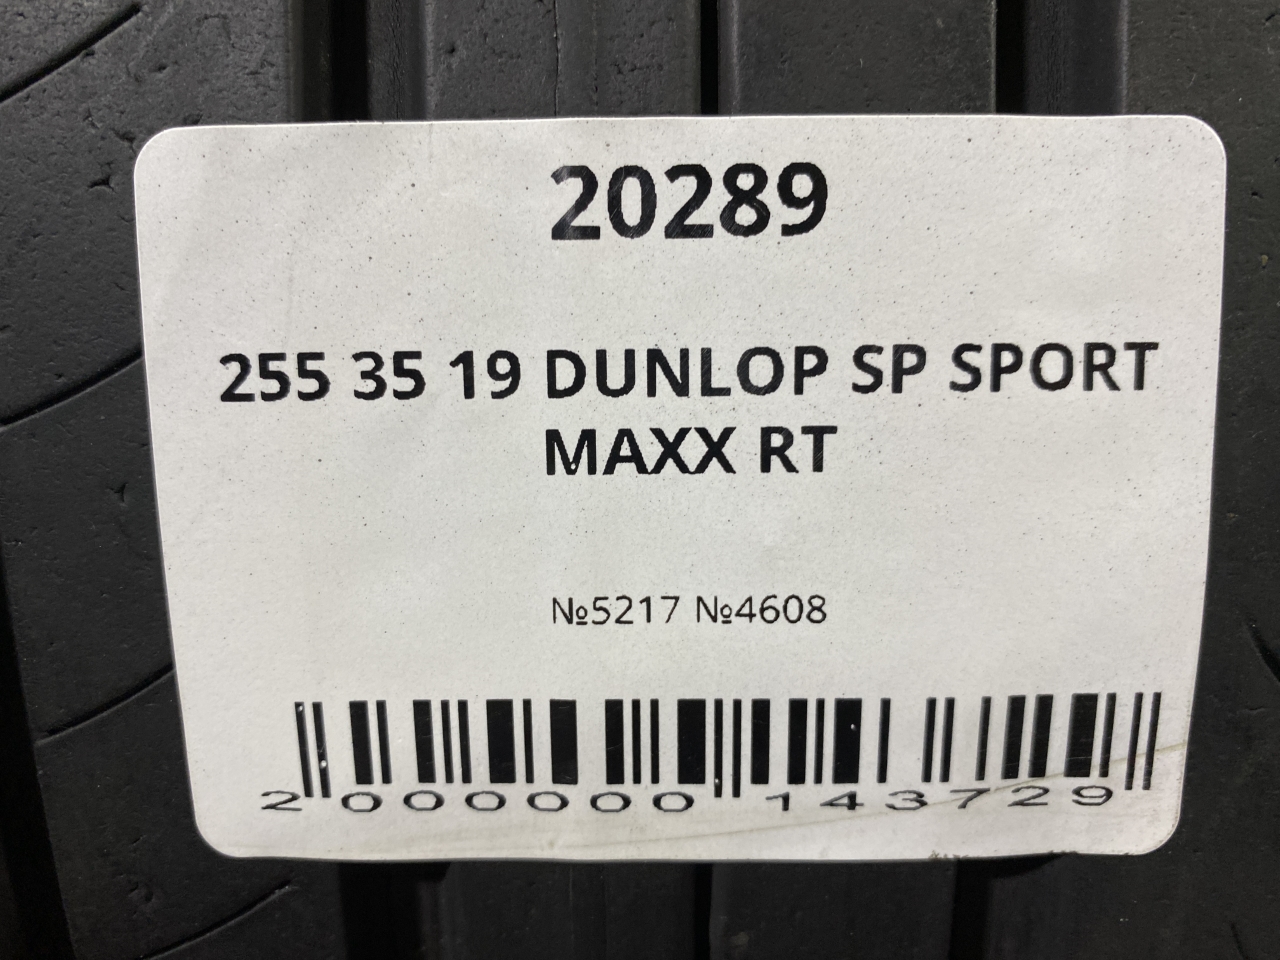 20289
255 35 19 DUNLOP SP SPORT
MAXX RT
№5217 №4608
2 000000 143729